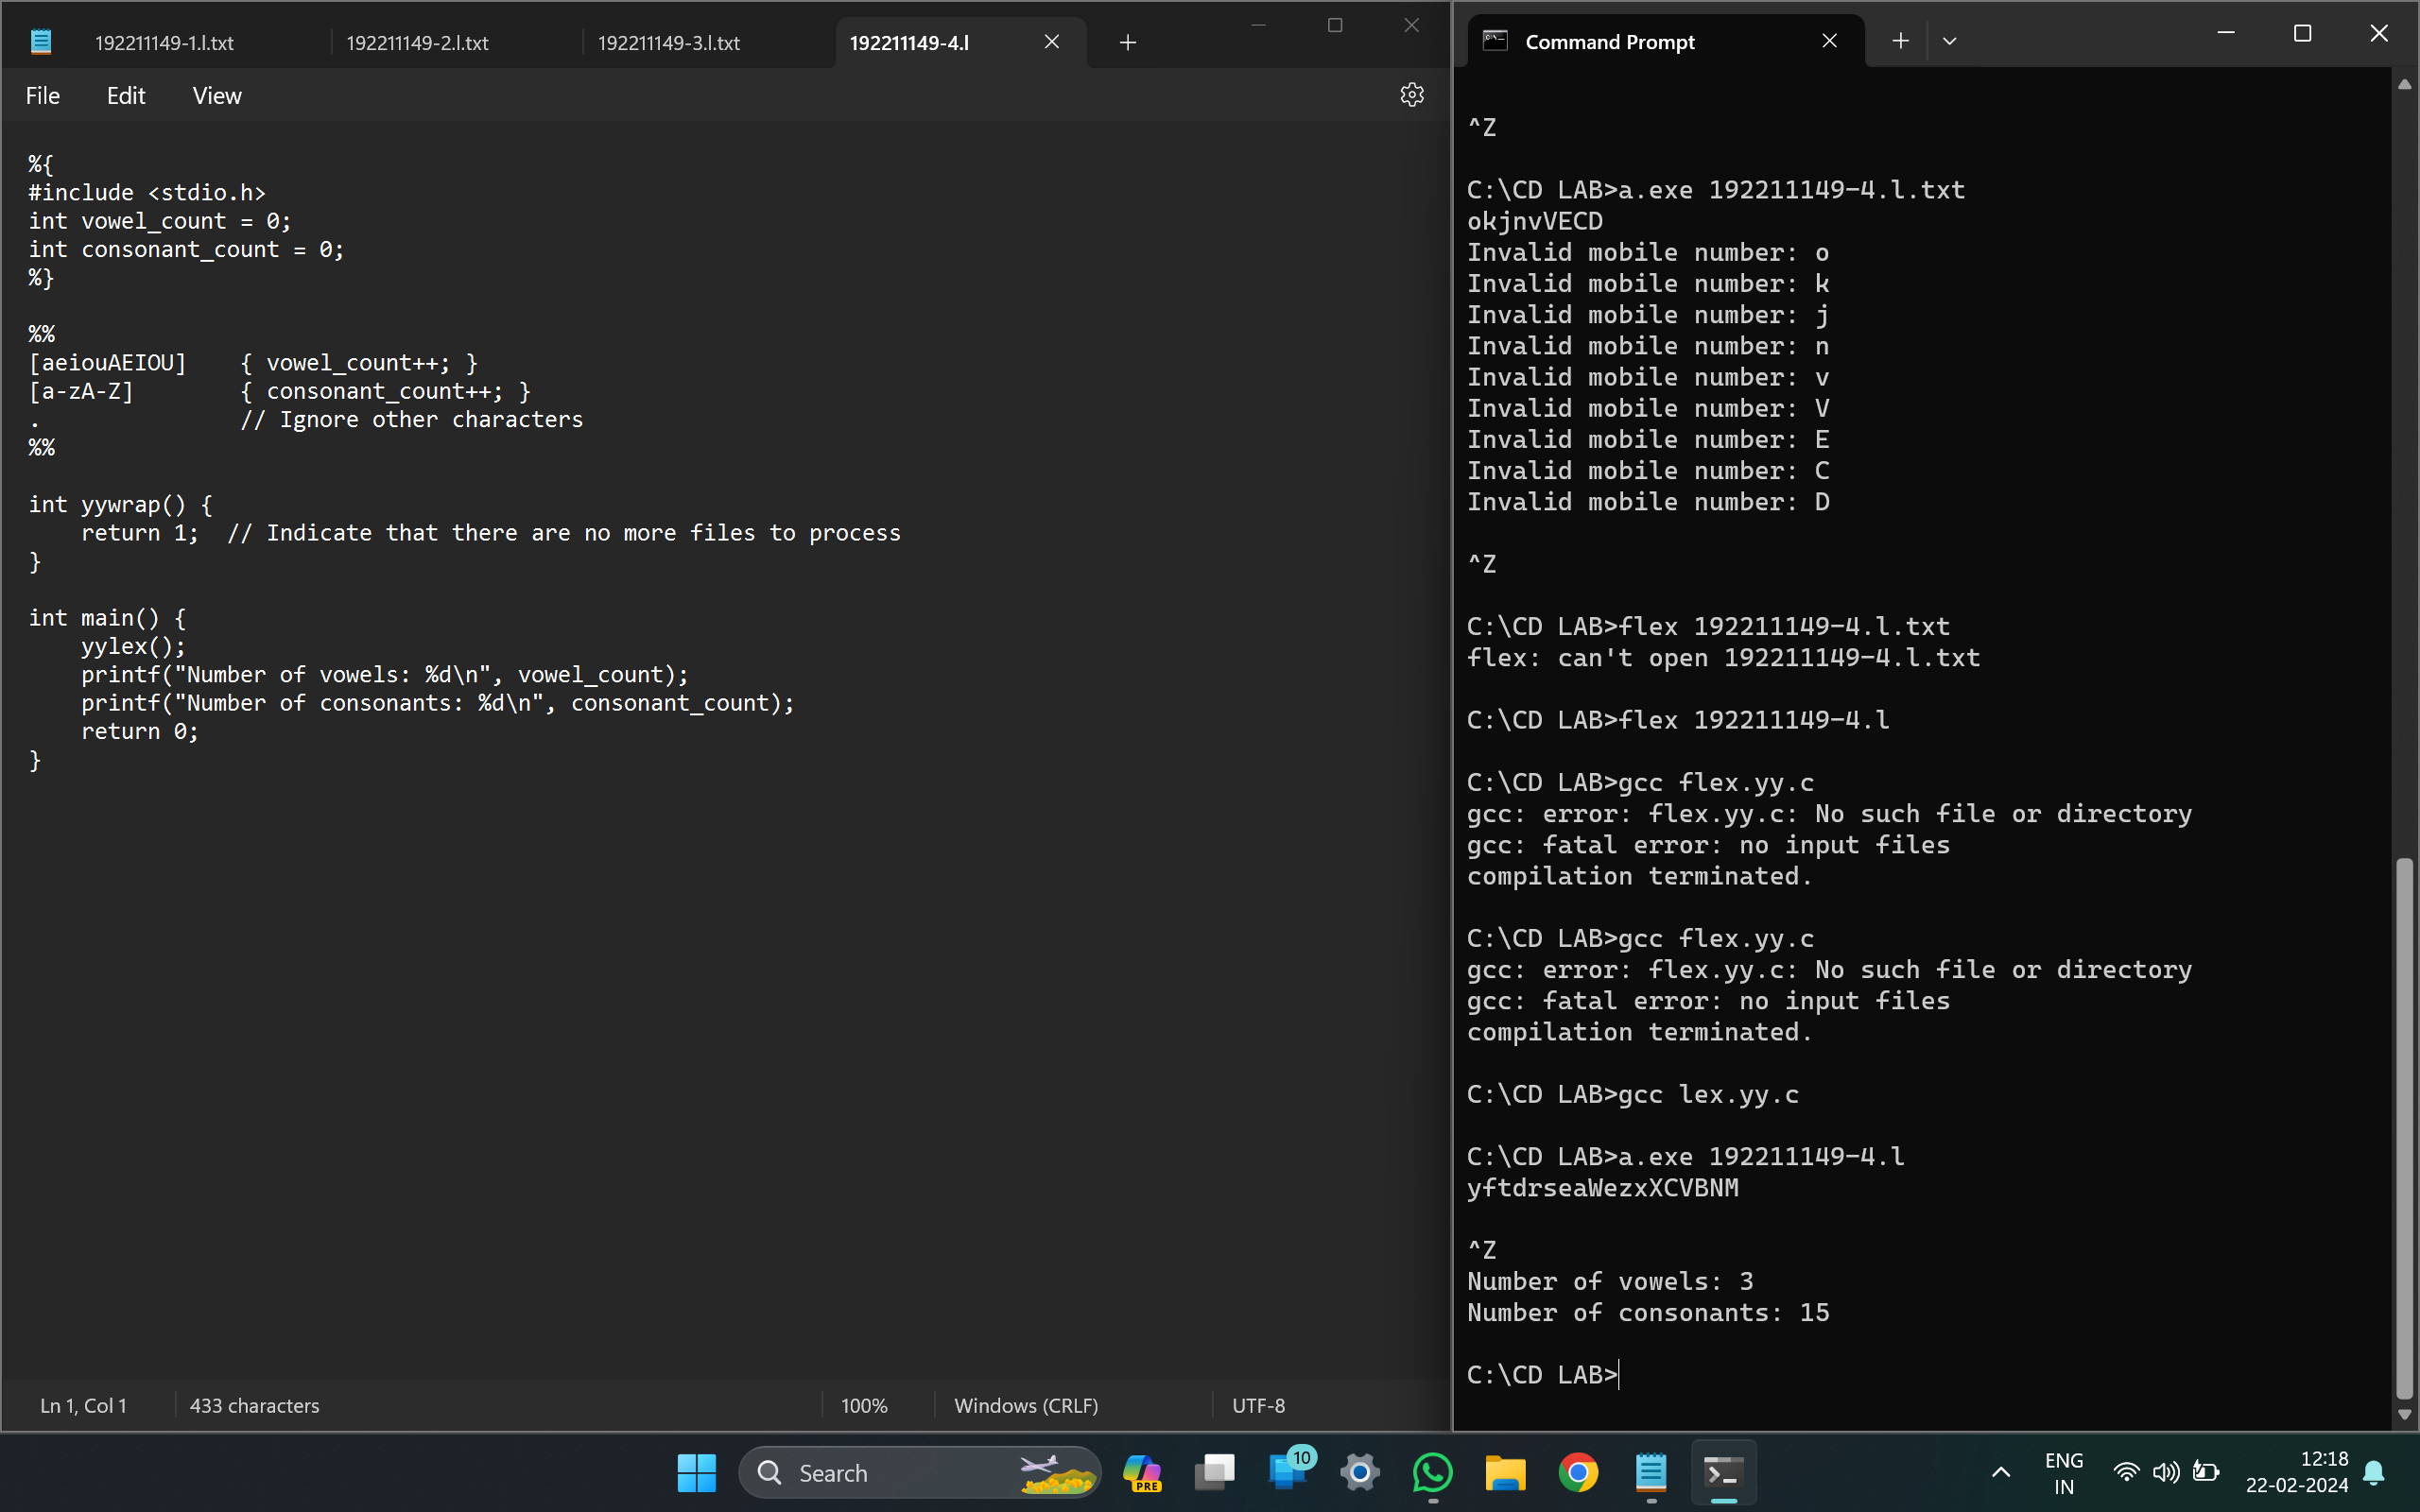 192211149-1.l.txt
192211149-2.l.txt
192211149-3.l.txt
192211149-4.l
File
Edit
View
%{
#include <stdio.h>
int vowel_count = 0;
int consonant_count = 0;
%}
%%
[aeiouAEIOU]    { vowel_count++; }
[a-zA-Z]        { consonant_count++; }
.               // Ignore other characters
%%
int yywrap() {
    return 1;  // Indicate that there are no more files to process
}
int main() {
    yylex();
    printf("Number of vowels: %d\n", vowel_count);
    printf("Number of consonants: %d\n", consonant_count);
    return 0;
}
Ln 1, Col 1
433 characters
100%
Windows (CRLF)
UTF-8
Command Prompt
^Z
C:\CD LAB>a.exe 192211149-4.l.txt
okjnvVECD
Invalid mobile number: o
Invalid mobile number: k
Invalid mobile number: j
Invalid mobile number: n
Invalid mobile number: v
Invalid mobile number: V
Invalid mobile number: E
Invalid mobile number: C
Invalid mobile number: D
^Z
C:\CD LAB>flex 192211149-4.l.txt
flex: can't open 192211149-4.l.txt
C:\CD LAB>flex 192211149-4.l
C:\CD LAB>gcc flex.yy.c
gcc: error: flex.yy.c: No such file or directory
gcc: fatal error: no input files
compilation terminated.
C:\CD LAB>gcc flex.yy.c
gcc: error: flex.yy.c: No such file or directory
gcc: fatal error: no input files
compilation terminated.
C:\CD LAB>gcc lex.yy.c
C:\CD LAB>a.exe 192211149-4.l
yftdrseaWezxXCVBNM
^Z
Number of vowels: 3
Number of consonants: 15
C:\CD LAB>
Search
PRE
10
ENG
IN
12:18
22-02-2024